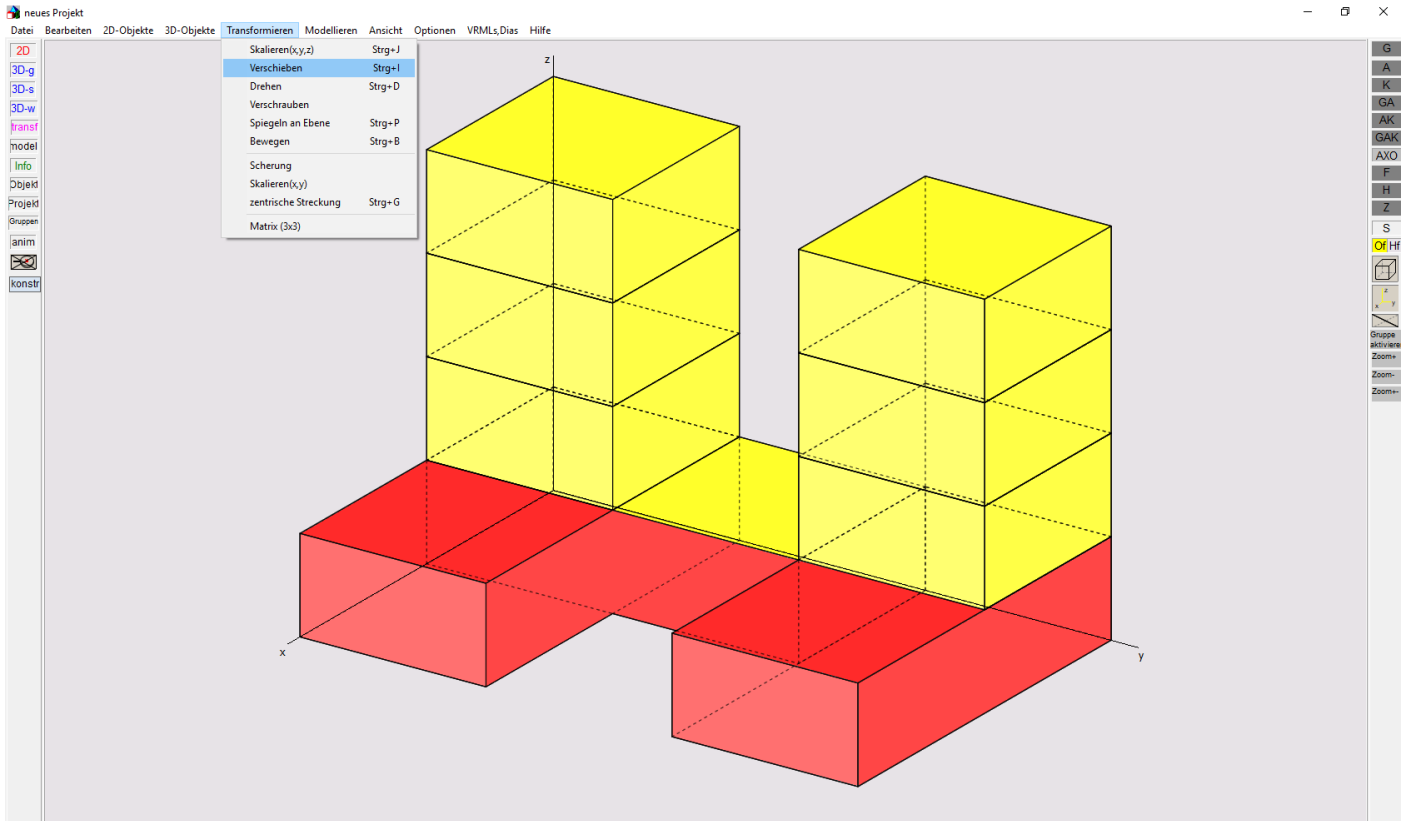 neues Projekt
Datei Bearbeiten 2D-Objekte 3D-Objekte Transformieren Modellieren Ansicht Optionen VRMLs,Dias Hilfe
Skalieren(x,y,z) Strg+J
Verschieben Strg+I
Drehen Strg+D
Verschrauben
Spiegeln an Ebene Strg+P
Bewegen Strg+B
Scherung
Skalieren(x,y)
zentrische Streckung Strg+G
Matrix (3x3)
2D
3D-g
3D-s
3D-w
transf
model
Info
Objekt
Projekt
Gruppen
anim
konstr
z
x
y
G
A
K
GA
AK
GAK
AXO
F
H
Z
S
Of Hf
z
x y
Gruppe
aktiviere
Zoom+
Zoom-
Zoom+-